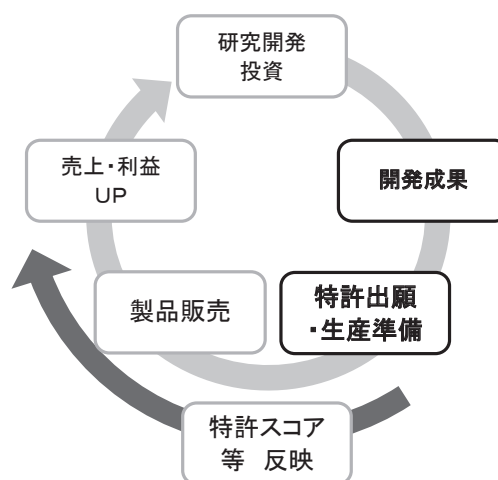 研究開発
投資
開発成果
特許出願
・生産準備
製品販売
売上・利益
UP
特許スコア
等　反映